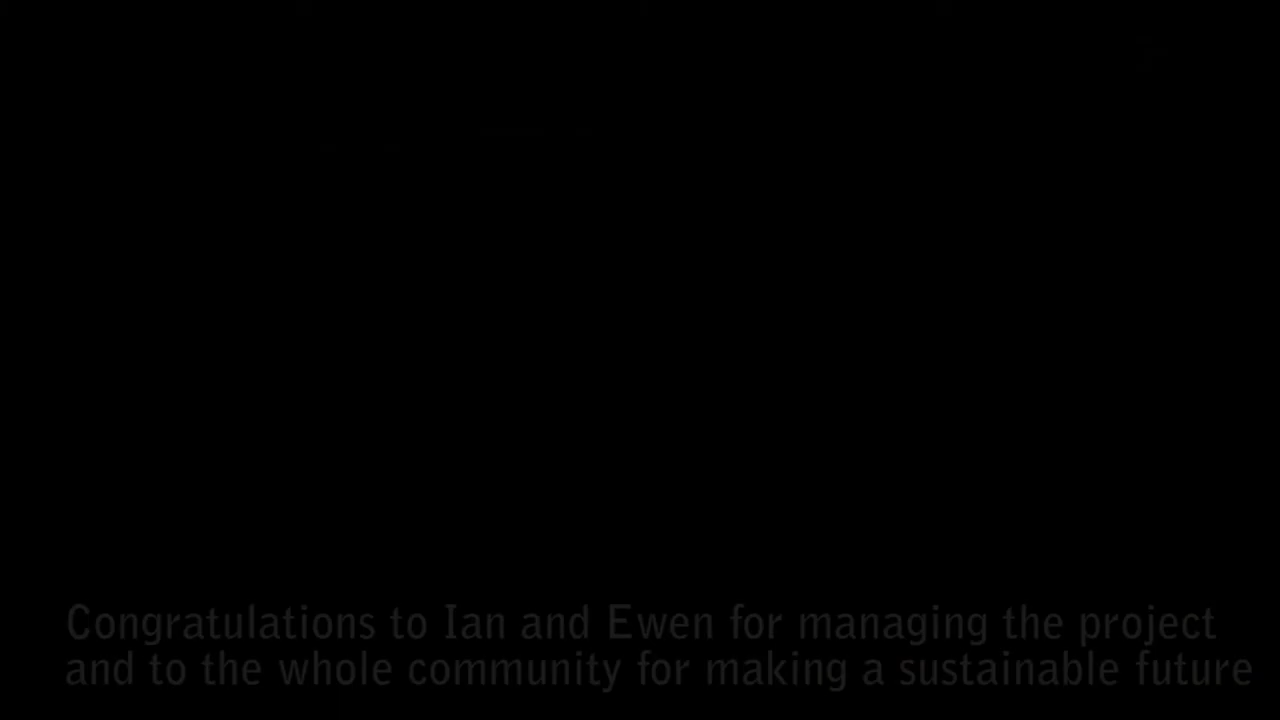 Congratulations to Ian and Ewen for managing the project
and to the whole community for making a sustainable future